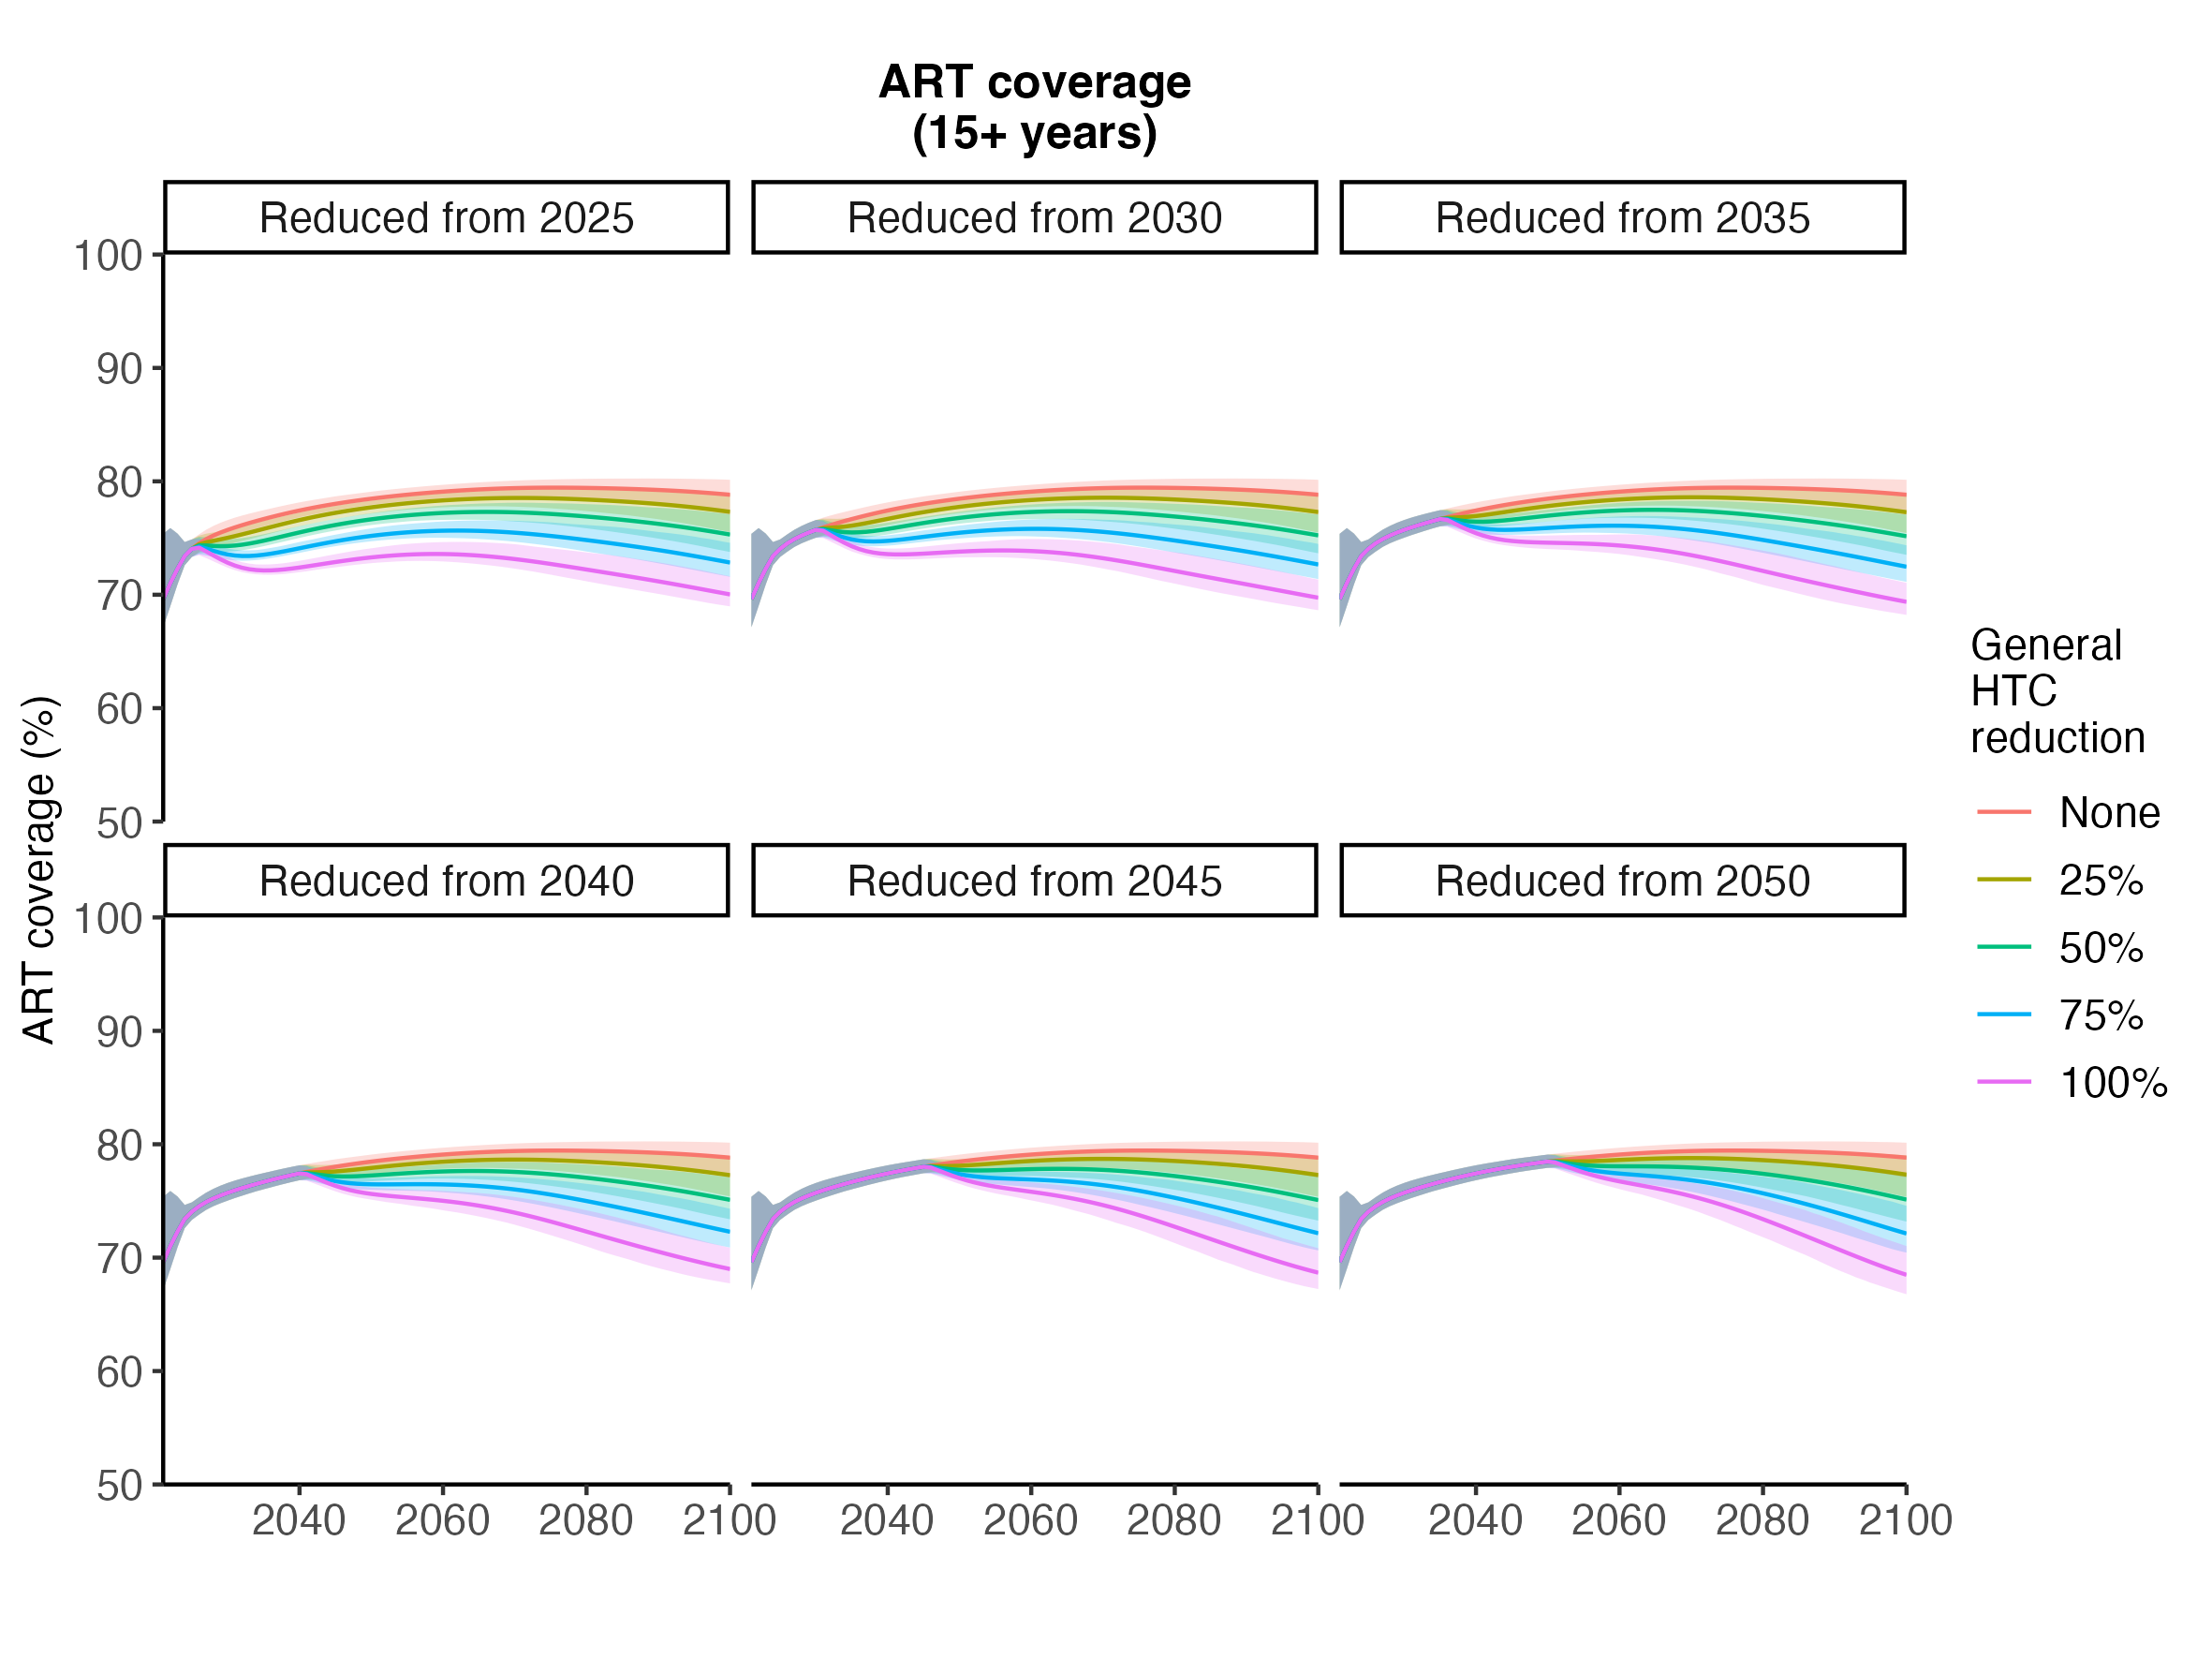 ART coverage
(15+ years)
Reduced from 2025
Reduced from 2030
Reduced from 2035
100
90
80
70
60
50
ART coverage (%)
Reduced from 2040
Reduced from 2045
Reduced from 2050
100
90
80
70
60
50
2040 2060 2080 2100
2040 2060 2080 2100
2040 2060 2080 2100
General
HTC
reduction
None
25%
50%
75%
100%